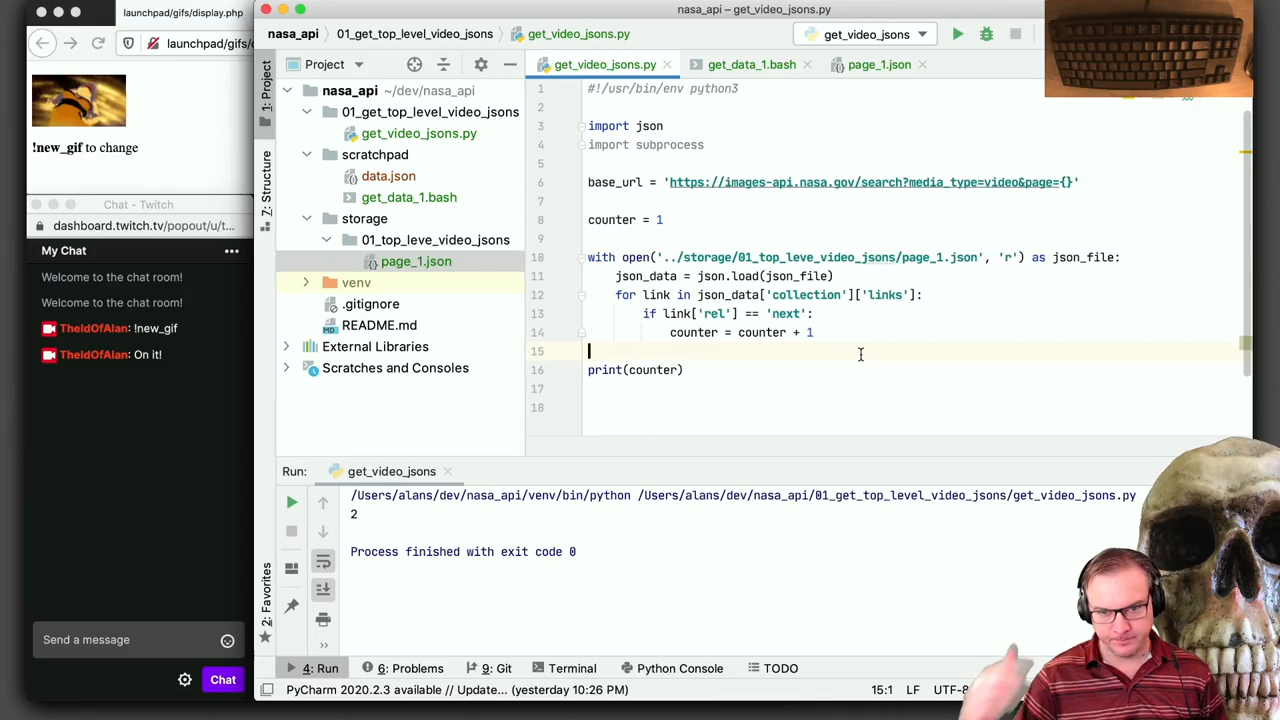 launchpad/gifs/display.php
launchpad/gifs/
!new_gif to change
Chat - Twitch
dashboard.twitch.tv/popout/u/t...
My Chat
Welcome to the chat room!
Welcome to the chat room!
TheIdOfAlan: !new_gif
TheIdOfAlan: On it!
Send a message
Chat
nasa_api – get_video_jsons.py
nasa_api 01_get_top_level_video_jsons get_video_jsons.py
get_video_jsons
1: Project
7: Structure
2: Favorites
Project
nasa_api ~/dev/nasa_api
01_get_top_level_video_jsons
get_video_jsons.py
scratchpad
data.json
get_data_1.bash
storage
01_top_leve_video_jsons
page_1.json
venv
.gitignore
README.md
External Libraries
Scratches and Consoles
get_video_jsons.py get_data_1.bash page_1.json
1 #!/usr/bin/env python3
2
3 import json
4 import subprocess
5
6 base_url = 'https://images-api.nasa.gov/search?media_type=video&page={}'
7
8 counter = 1
9
10 with open('../storage/01_top_leve_video_jsons/page_1.json', 'r') as json_file:
11 json_data = json.load(json_file)
12 for link in json_data['collection']['links']:
13 if link['rel'] == 'next':
14 counter = counter + 1
15
16 print(counter)
17
18
Run: get_video_jsons
/Users/alans/dev/nasa_api/venv/bin/python /Users/alans/dev/nasa_api/01_get_top_level_video_jsons/get_video_jsons.py
2
Process finished with exit code 0
4: Run 6: Problems 9: Git Terminal Python Console TODO
PyCharm 2020.2.3 available // Update... (yesterday 10:26 PM) 15:1 LF